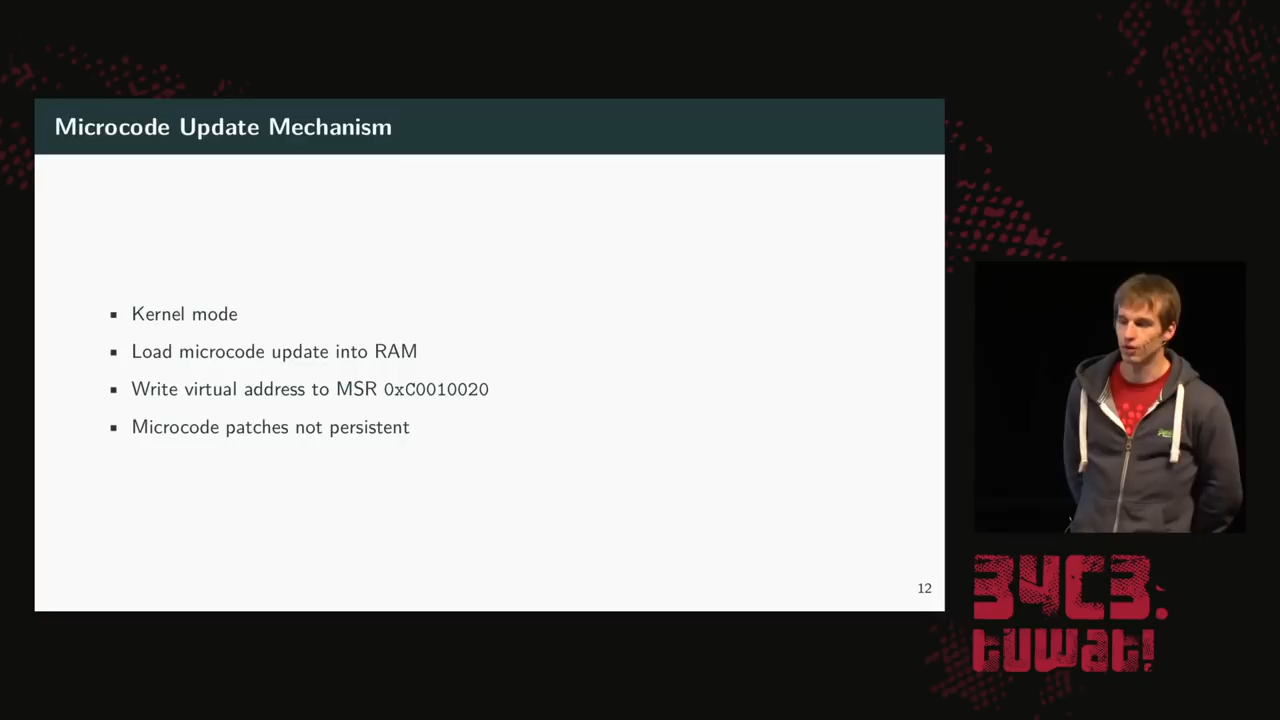 Microcode Update Mechanism
▪ Kernel mode
▪ Load microcode update into RAM
▪ Write virtual address to MSR 0xC0010020
▪ Microcode patches not persistent
12
34C3.
tuwat!